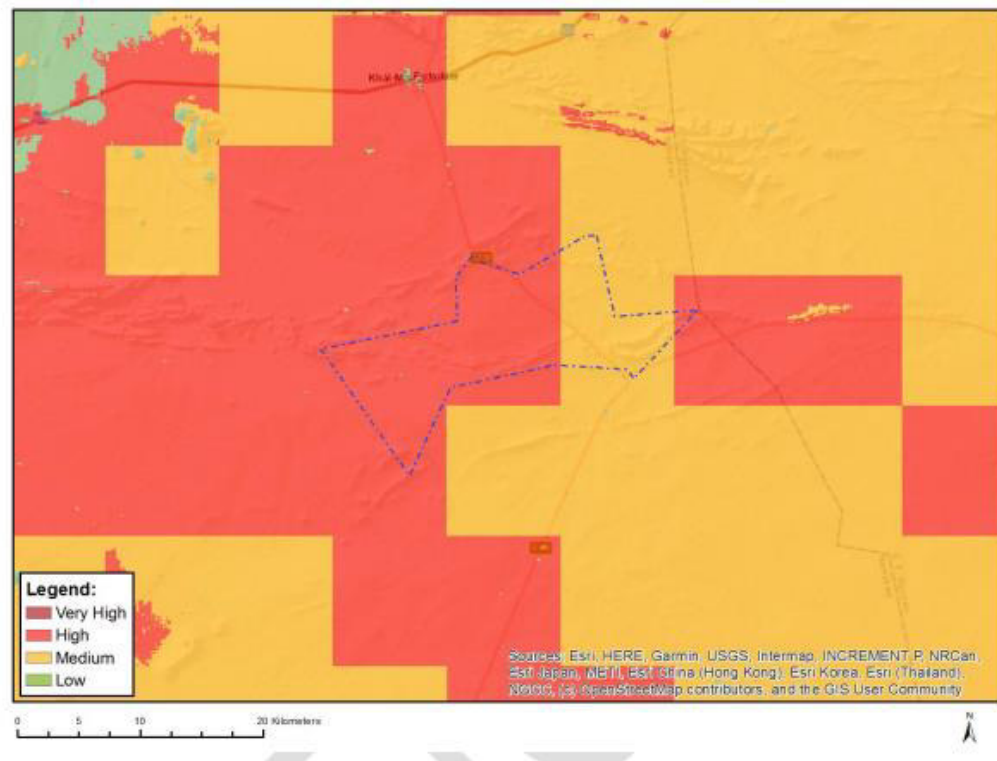 Legend:
Very High
High
Medium
Low
Sources: Esri, HERE, Garmin, USGS, Intermap, INCREMENT P, NRCan,
Esri Japan, METI, Esri China (Hong Kong), Esri Korea, Esri (Thailand),
NGCC, (c) OpenStreetMap contributors, and the GIS User Community
0 5 10 20 Kilometers
N